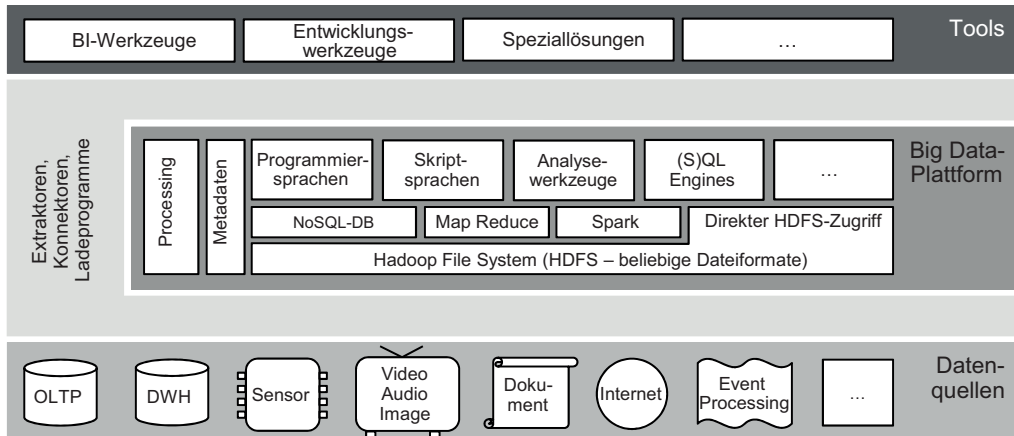 BI-Werkzeuge
Entwicklungs-
werkzeuge
Speziallösungen
…
Tools
Extraktoren,
Konnektoren,
Ladeprogramme
Processing
Metadaten
Programmier-
sprachen
Skript-
sprachen
Analyse-
werkzeuge
(S)QL
Engines
…
Big Data-
Plattform
NoSQL-DB
Map Reduce
Spark
Direkter HDFS-Zugriff
Hadoop File System (HDFS – beliebige Dateiformate)
OLTP
DWH
Sensor
Video
Audio
Image
Doku-
ment
Internet
Event
Processing
…
Daten-
quellen